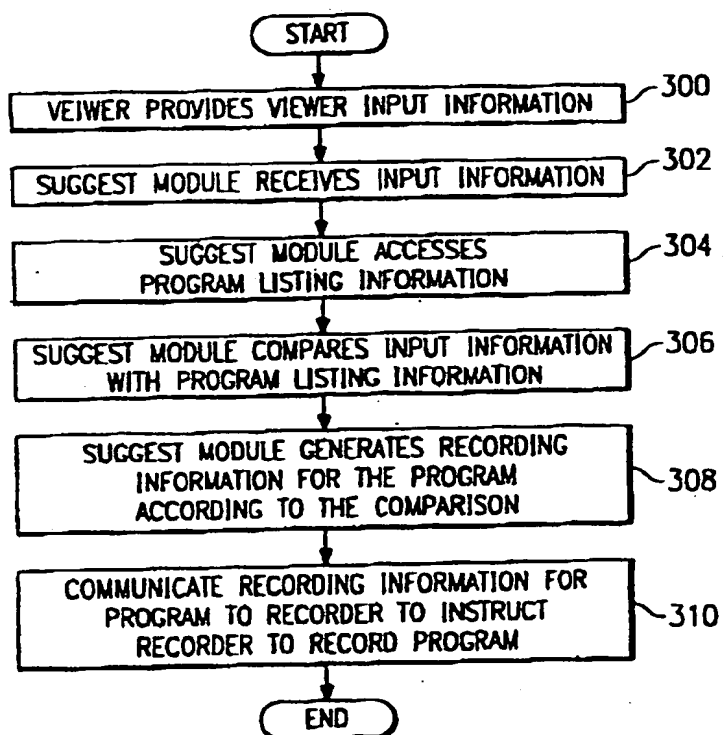 START
VEIWER PROVIDES VIEWER INPUT INFORMATION
300
SUGGEST MODULE RECEIVES INPUT INFORMATION
302
SUGGEST MODULE ACCESSES
PROGRAM LISTING INFORMATION
304
SUGGEST MODULE COMPARES INPUT INFORMATION
WITH PROGRAM LISTING INFORMATION
306
SUGGEST MODULE GENERATES RECORDING
INFORMATION FOR THE PROGRAM
ACCORDING TO THE COMPARISON
308
COMMUNICATE RECORDING INFORMATION FOR
PROGRAM TO RECORDER TO INSTRUCT
RECORDER TO RECORD PROGRAM
310
END